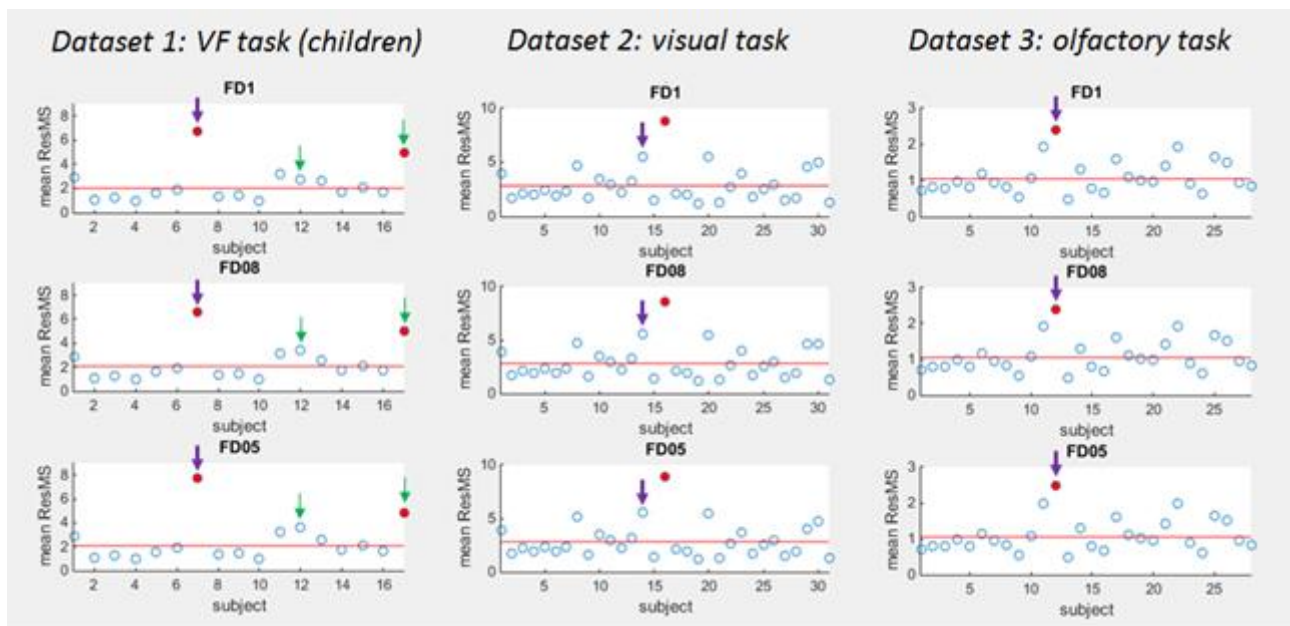 Dataset 1: VF task (children)
Dataset 2: visual task
Dataset 3: olfactory task
FD1
mean ResMS
8
6
4
2
0
2 4 6 8 10 12 14 16
subject
FD08
mean ResMS
8
6
4
2
0
2 4 6 8 10 12 14 16
subject
FD05
mean ResMS
8
6
4
2
0
2 4 6 8 10 12 14 16
subject
FD1
mean ResMS
10
5
0
5 10 15 20 25 30
subject
FD08
mean ResMS
10
5
0
5 10 15 20 25 30
subject
FD05
mean ResMS
10
5
0
5 10 15 20 25 30
subject
FD1
mean ResMS
3
2
1
0
5 10 15 20 25
subject
FD08
mean ResMS
3
2
1
0
5 10 15 20 25
subject
FD05
mean ResMS
3
2
1
0
5 10 15 20 25
subject